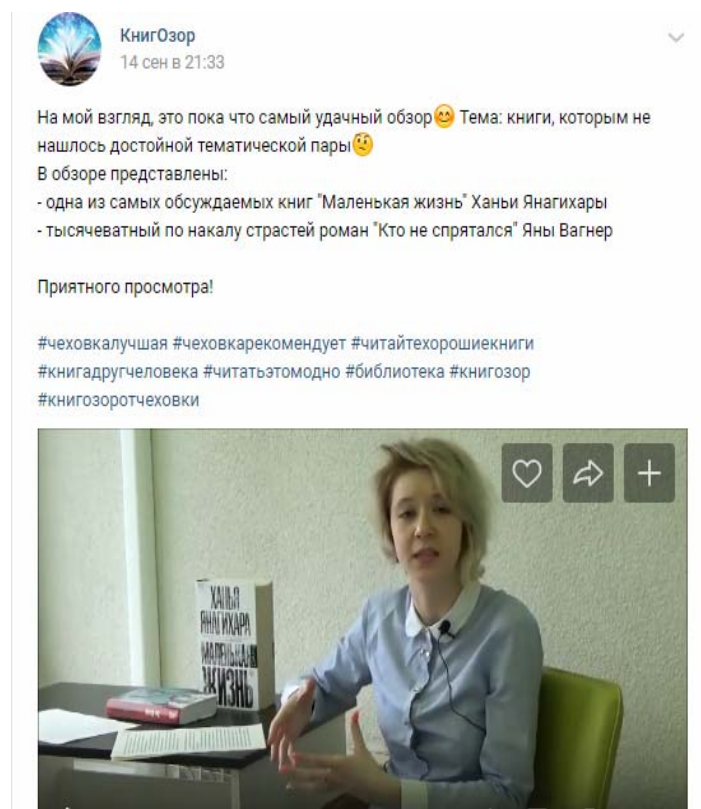 КнигОзор
14 сен в 21:33
На мой взгляд, это пока что самый удачный обзор😊 Тема: книги, которым не
нашлось достойной тематической пары🤨
В обзоре представлены:
- одна из самых обсуждаемых книг "Маленькая жизнь" Ханьи Янагихары
- тысячеватный по накалу страстей роман "Кто не спрятался" Яны Вагнер
Приятного просмотра!
#чеховкалучшая #чеховкарекомендует #читайтехорошиекниги
#книгадругчеловека #читатьэтомодно #библиотека #книгозор
#книгозоротчеховки
ХАНЬЯ
ЯНАГИХАРА
МАЛЕНЬКАЯ
ЖИЗНЬ